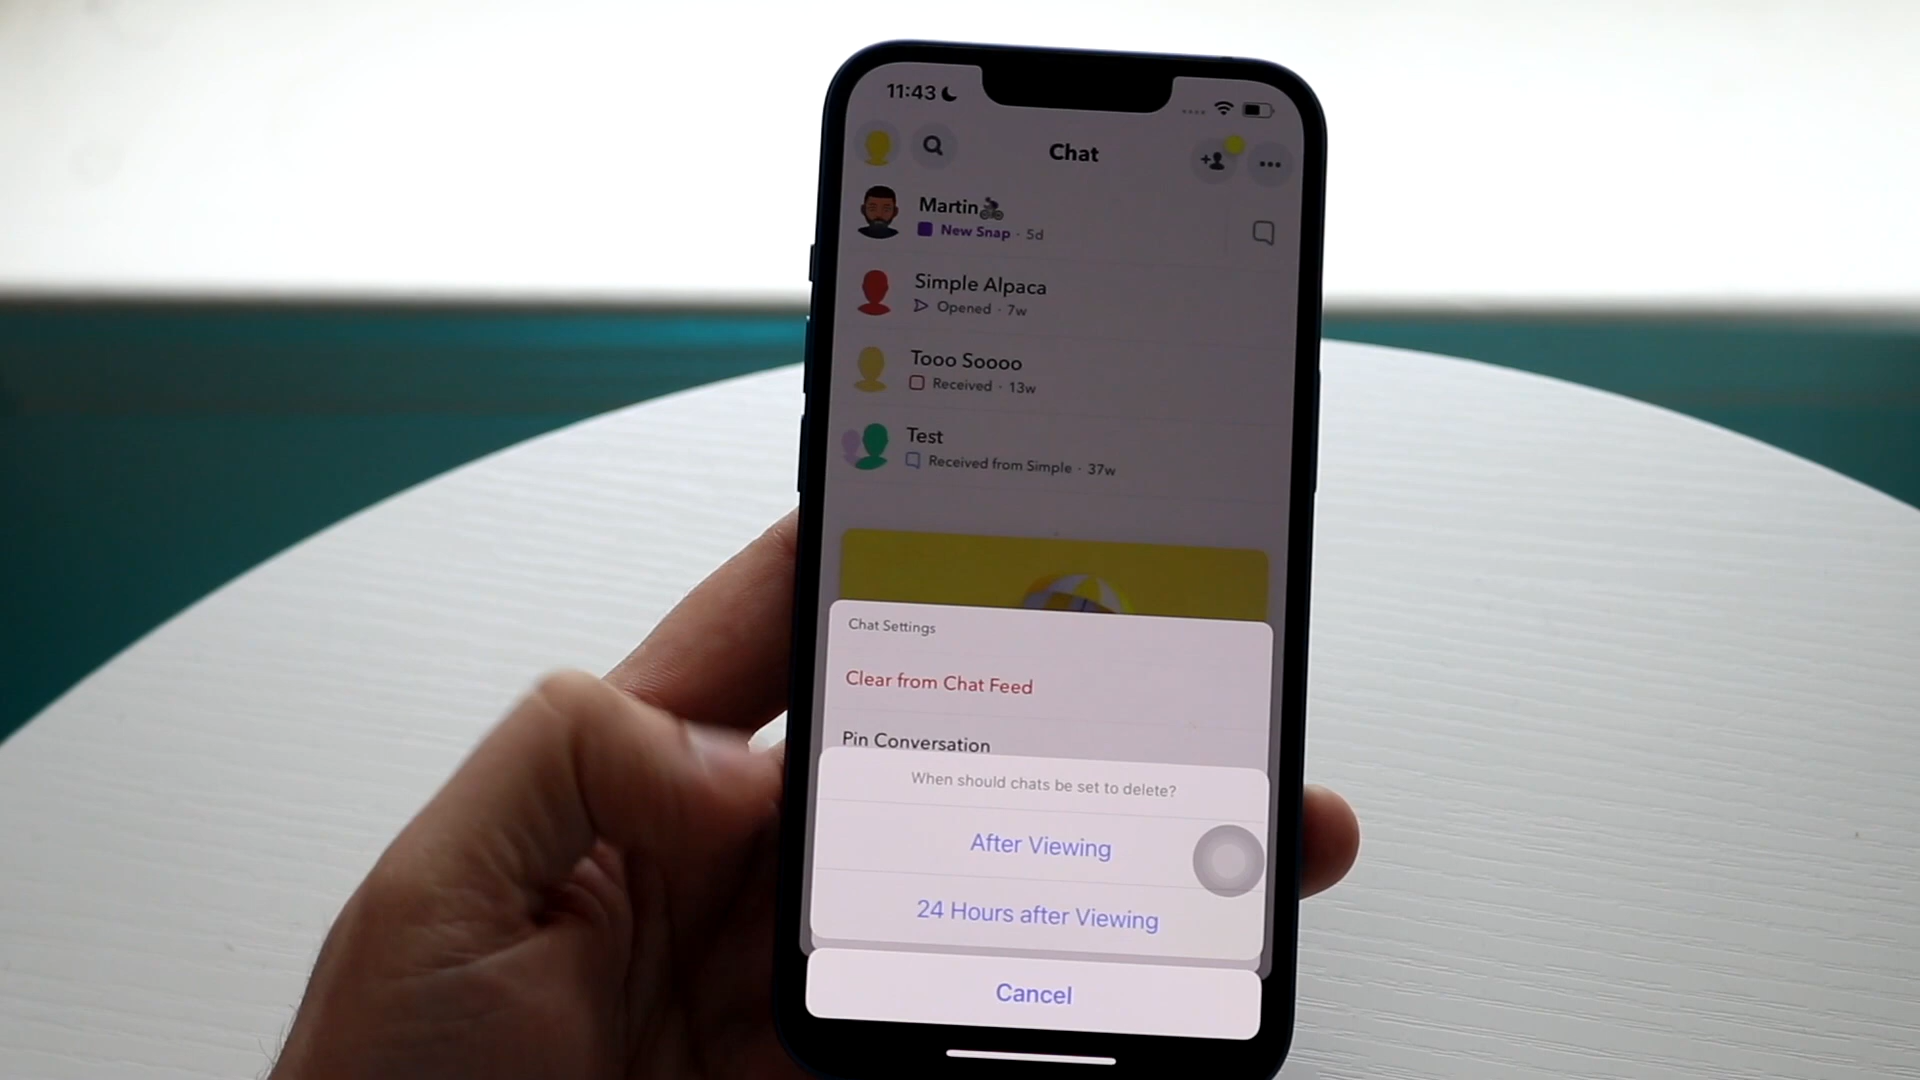 11:43
Chat
Martin🚴
New Snap · 5d
Simple Alpaca
Opened · 7w
Tooo Soooo
Received · 13w
Test
Received from Simple · 37w
Chat Settings
Clear from Chat Feed
Pin Conversation
When should chats be set to delete?
After Viewing
24 Hours after Viewing
Cancel